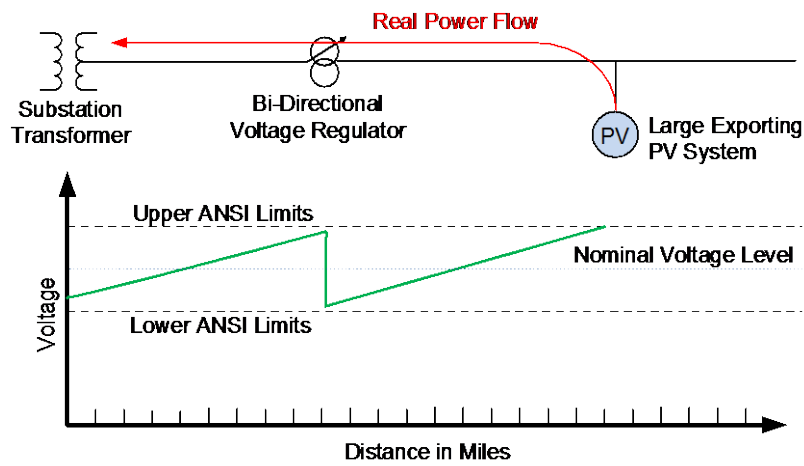 Real Power Flow
Substation
Transformer
Bi-Directional
Voltage Regulator
PV
Large Exporting
PV System
Upper ANSI Limits
Nominal Voltage Level
Lower ANSI Limits
Voltage
Distance in Miles